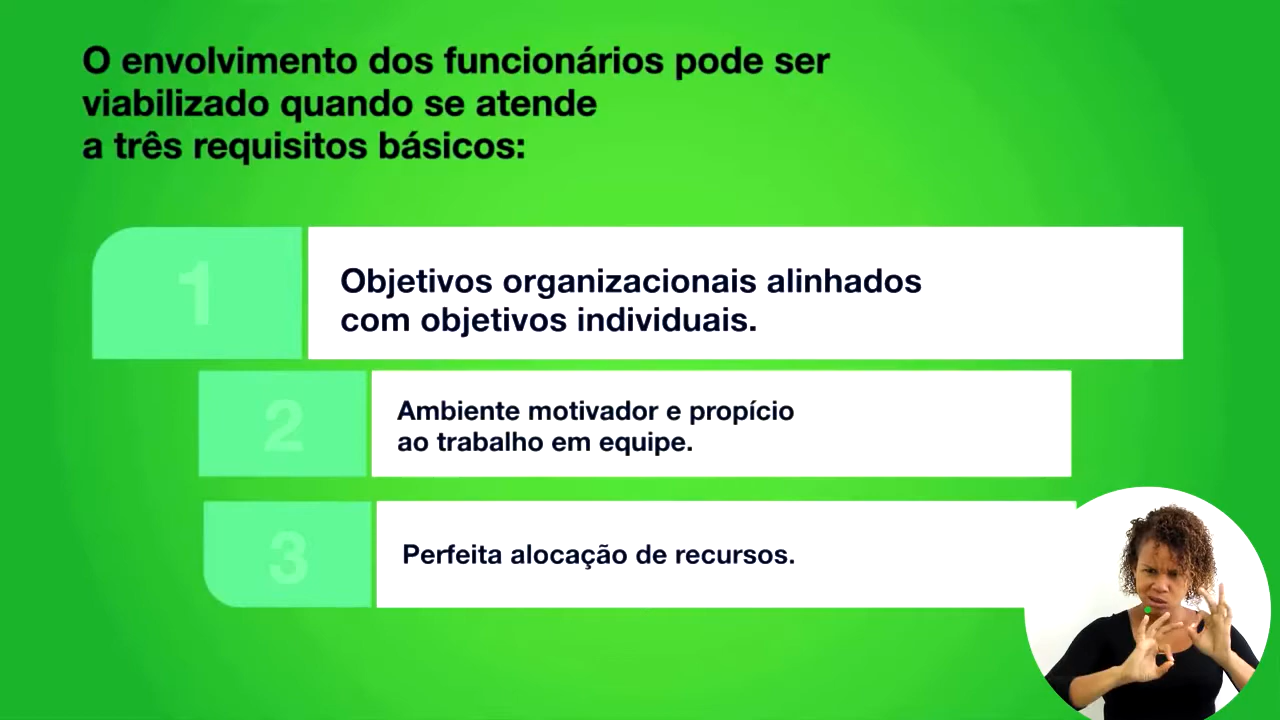 O envolvimento dos funcionários pode ser
viabilizado quando se atende
a três requisitos básicos:
1
Objetivos organizacionais alinhados
com objetivos individuais.
2
Ambiente motivador e propício
ao trabalho em equipe.
3
Perfeita alocação de recursos.